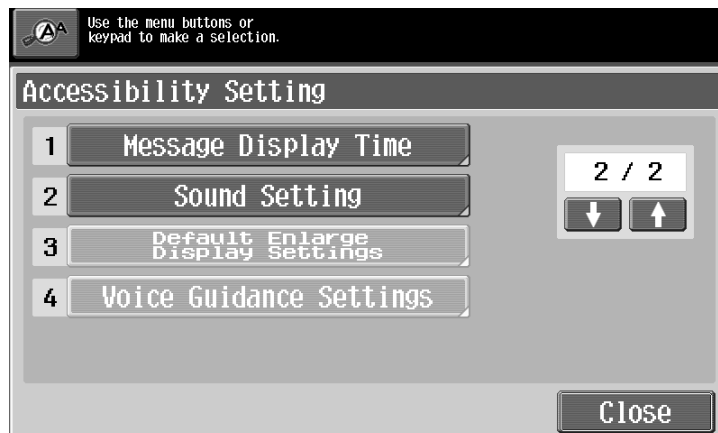 Use the menu buttons or
keypad to make a selection.
Accessibility Setting
1 Message Display Time
2 / 2
2 Sound Setting
3 Default Enlarge
Display Settings
4 Voice Guidance Settings
Close